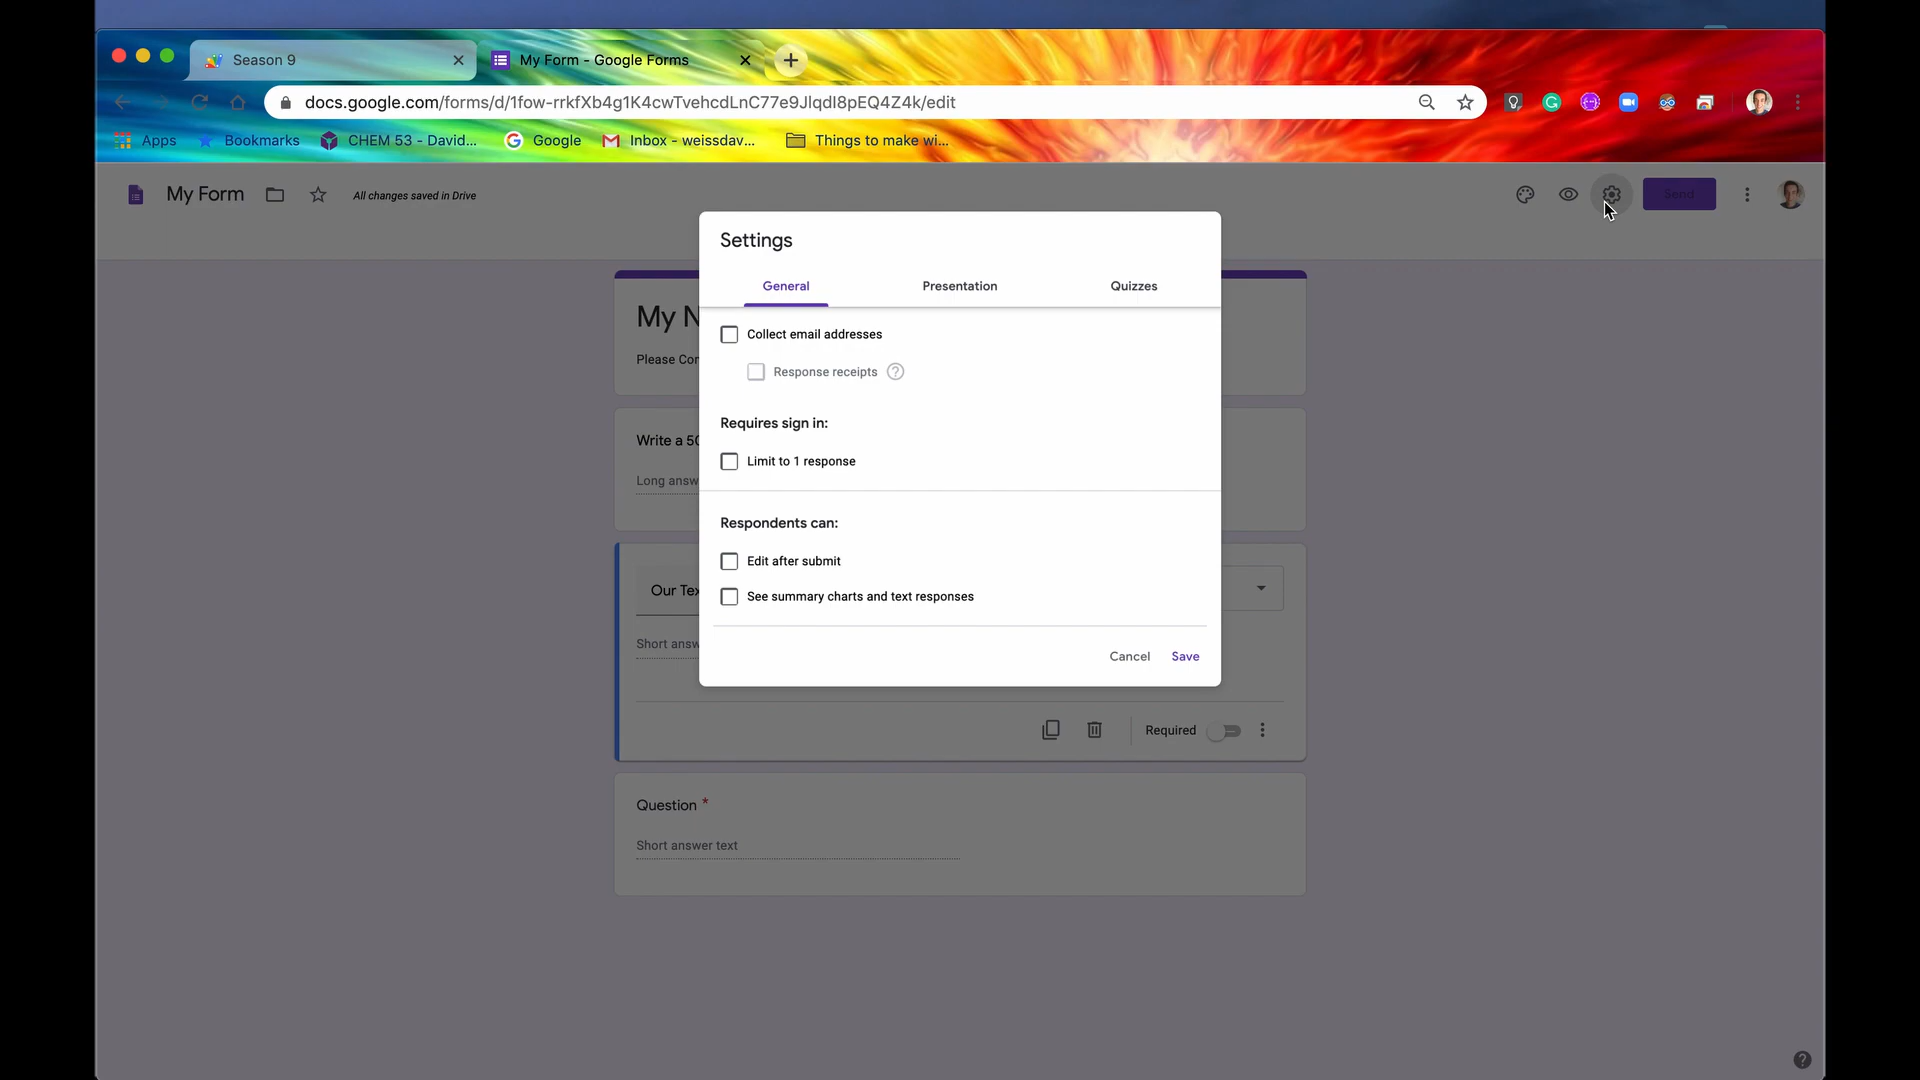 Season 9
My Form - Google Forms
docs.google.com/forms/d/1fow-rrkfXb4g1K4cwTvehcdLnC77e9JlqdI8pEQ4Z4k/edit
Apps
Bookmarks
CHEM 53 - David...
Google
Inbox - weissdav...
Things to make wi...
My Form
All changes saved in Drive
Send
Settings
General
Presentation
Quizzes
My N
Please Con
Collect email addresses
Response receipts
Requires sign in:
Write a 50
Limit to 1 response
Long answ
Respondents can:
Edit after submit
Our Tex
See summary charts and text responses
Short answ
Cancel
Save
Required
Question *
Short answer text